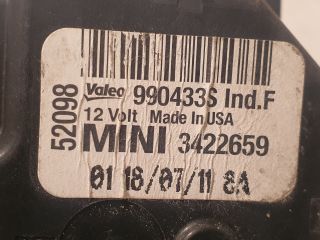 52098
Valeo 990433S Ind.F
12 Volt Made In USA
MINI 3422659
01 18/07/11 8A